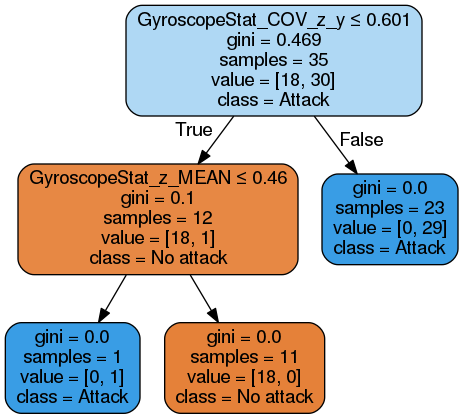 GyroscopeStat_COV_z_y ≤ 0.601
gini = 0.469
samples = 35
value = [18, 30]
class = Attack
True
False
GyroscopeStat_z_MEAN ≤ 0.46
gini = 0.1
samples = 12
value = [18, 1]
class = No attack
gini = 0.0
samples = 23
value = [0, 29]
class = Attack
gini = 0.0
samples = 1
value = [0, 1]
class = Attack
gini = 0.0
samples = 11
value = [18, 0]
class = No attack